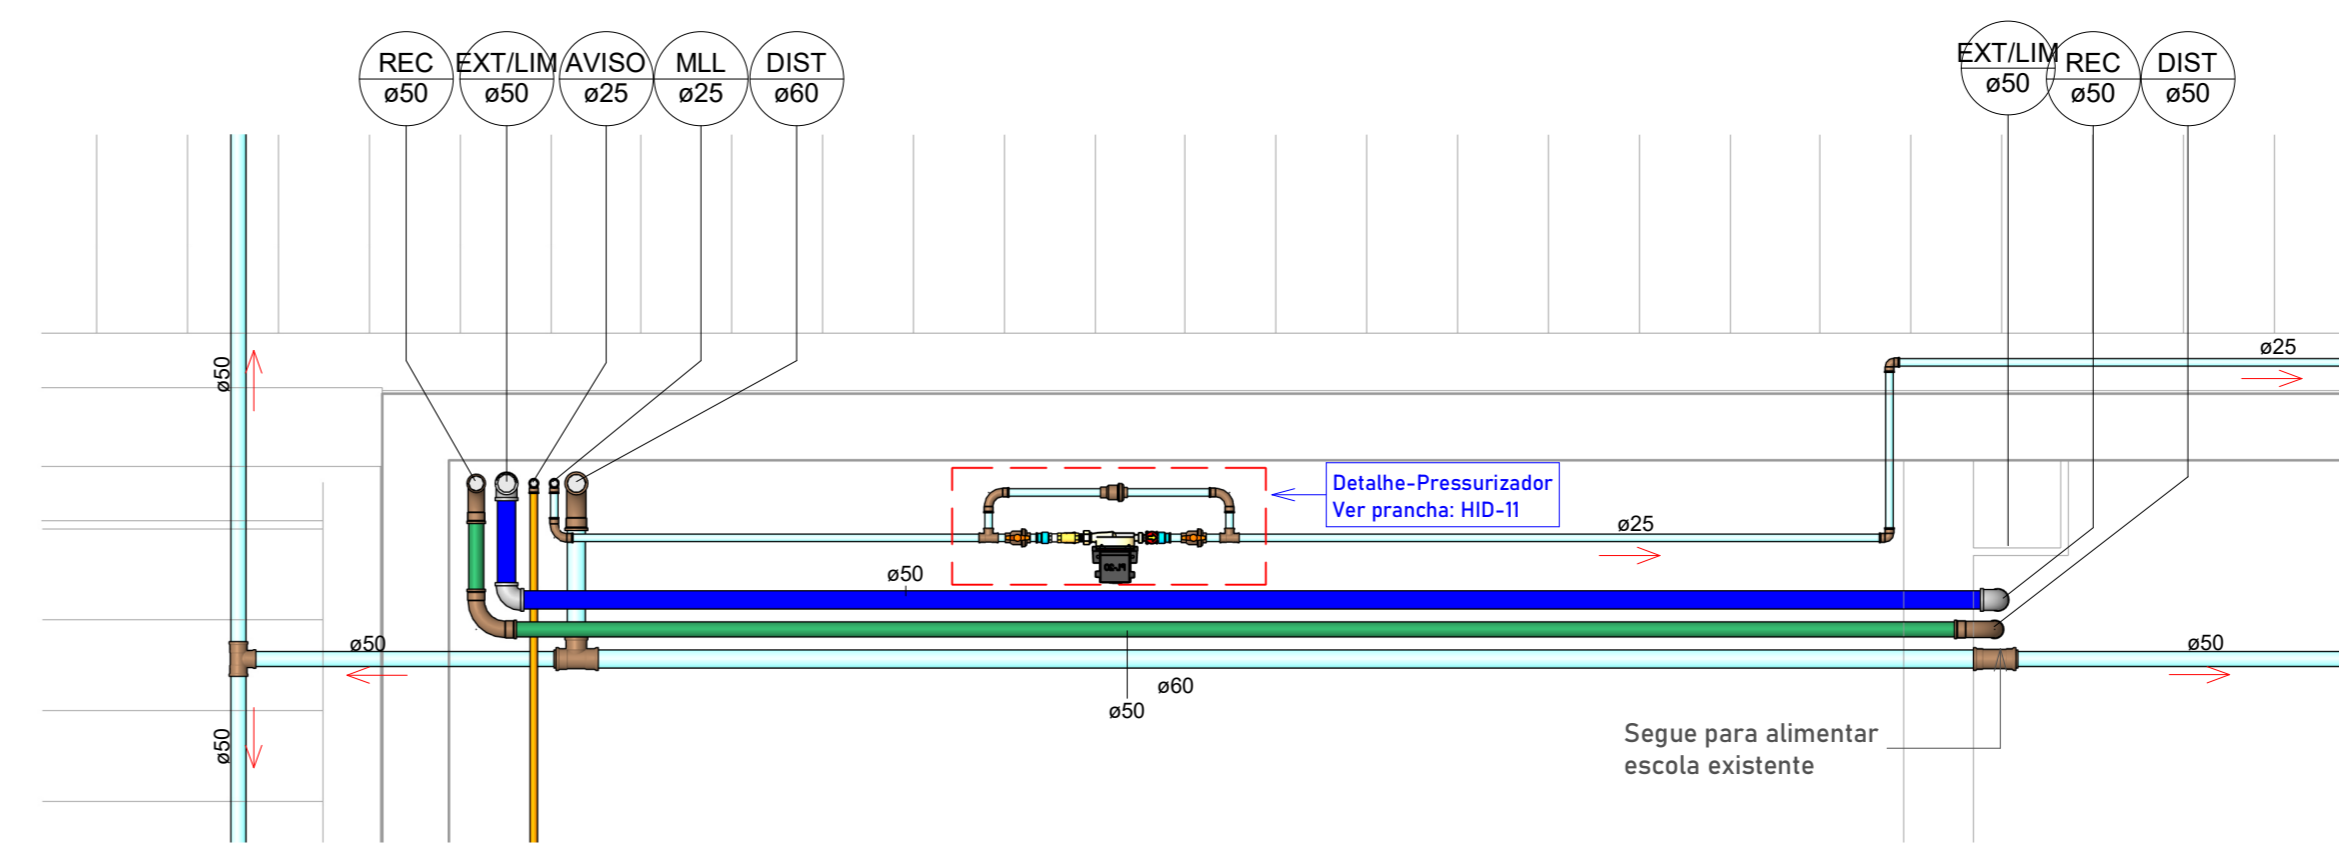 REC
ø50
EXT/LIM
ø50
AVISO
ø25
MLL
ø25
DIST
ø60
EXT/LIM
ø50
REC
ø50
DIST
ø50
ø50
ø25
Detalhe-Pressurizador
Ver prancha: HID-11
ø25
ø50
ø50
ø50
ø60
ø50
ø50
Segue para alimentar
escola existente